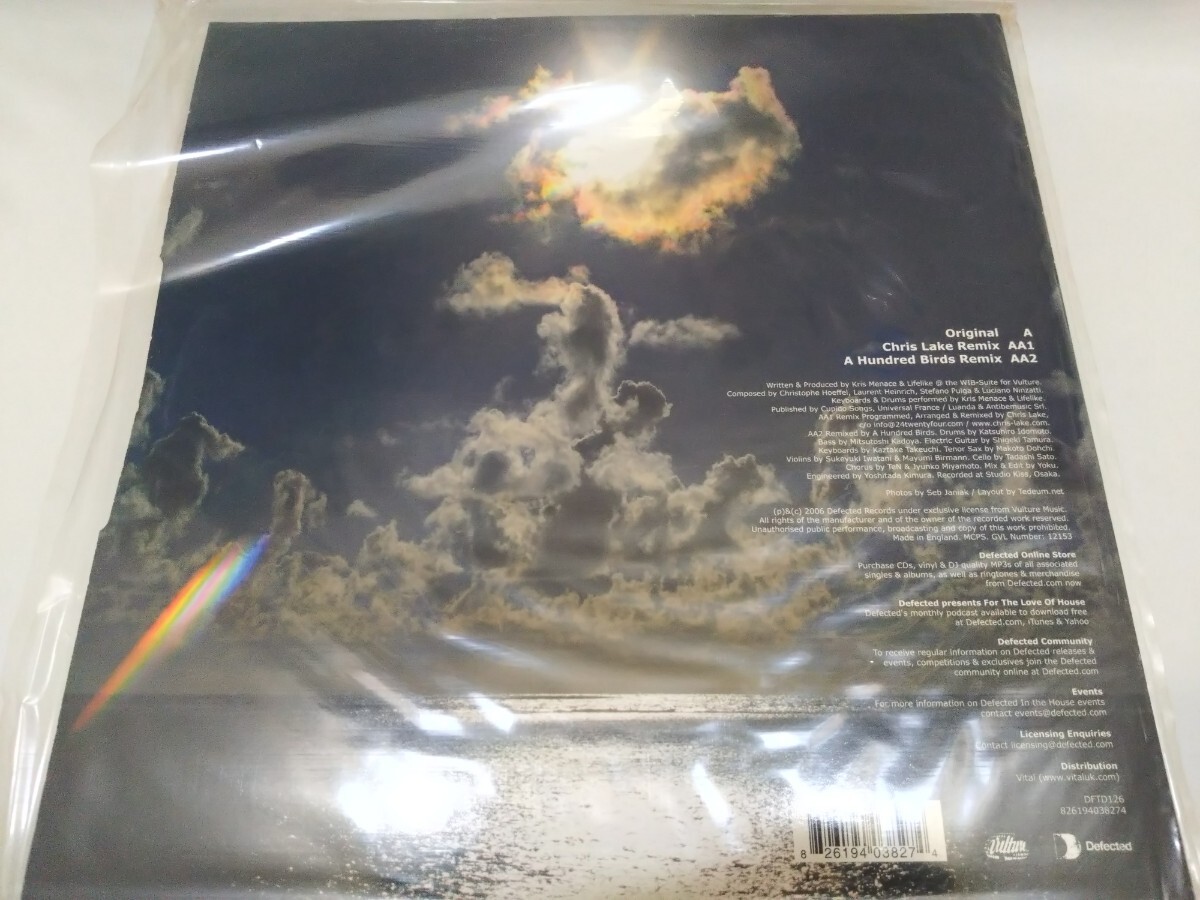 Original A
Chris Lake Remix AA1
A Hundred Birds Remix AA2
Written & Produced by Kris Menace & Lifelike @ the WIB-Suite for Vulture.
Composed by Christophe Hoeffel, Laurent Heinrich, Stefano Pulga & Luciano Ninzatti.
Keyboards & Drums performed by Kris Menace & Lifelike.
Published by Cupido Songs, Universal France / Luanda & Antibemusic Srl.
AA1 Remix Programmed, Arranged & Remixed by Chris Lake,
c/o info@24twentyfour.com / www.chris-lake.com.
AA2 Remixed by A Hundred Birds. Drums by Katsuhiro Idomoto.
Bass by Mitsutoshi Kadoya. Electric Guitar by Shigeki Tamura.
Keyboards by Kaztake Takeuchi. Tenor Sax by Makoto Dohchi.
Violins by Sukeyuki Iwatani & Mayumi Birmann. Cello by Tadashi Sato.
Chorus by TeN & Jyunko Miyamoto. Mix & Edit by Yoku.
Engineered by Yoshitada Kimura. Recorded at Studio Kiss, Osaka.
Photos by Seb Janiak / Layout by Tedeum.net
(p)&(c) 2006 Defected Records under exclusive license from Vulture Music.
All rights of the manufacturer and of the owner of the recorded work reserved.
Unauthorised public performance, broadcasting and copy of this work prohibited.
Made in England. MCPS. GVL Number: 12153
Defected Online Store
Purchase CDs, vinyl & DJ quality MP3s of all associated
singles & albums, as well as ringtones & merchandise
from Defected.com now
Defected presents For The Love Of House
Defected's monthly podcast available to download free
at Defected.com, iTunes & Yahoo
Defected Community
To receive regular information on Defected releases &
events, competitions & exclusives join the Defected
community online at Defected.com
Events
For more information on Defected In the House events
contact events@defected.com
Licensing Enquiries
Contact licensing@defected.com
Distribution
Vital (www.vitaluk.com)
DFTD126
826194038274
8 26194 03827 4
Vulture
Defected